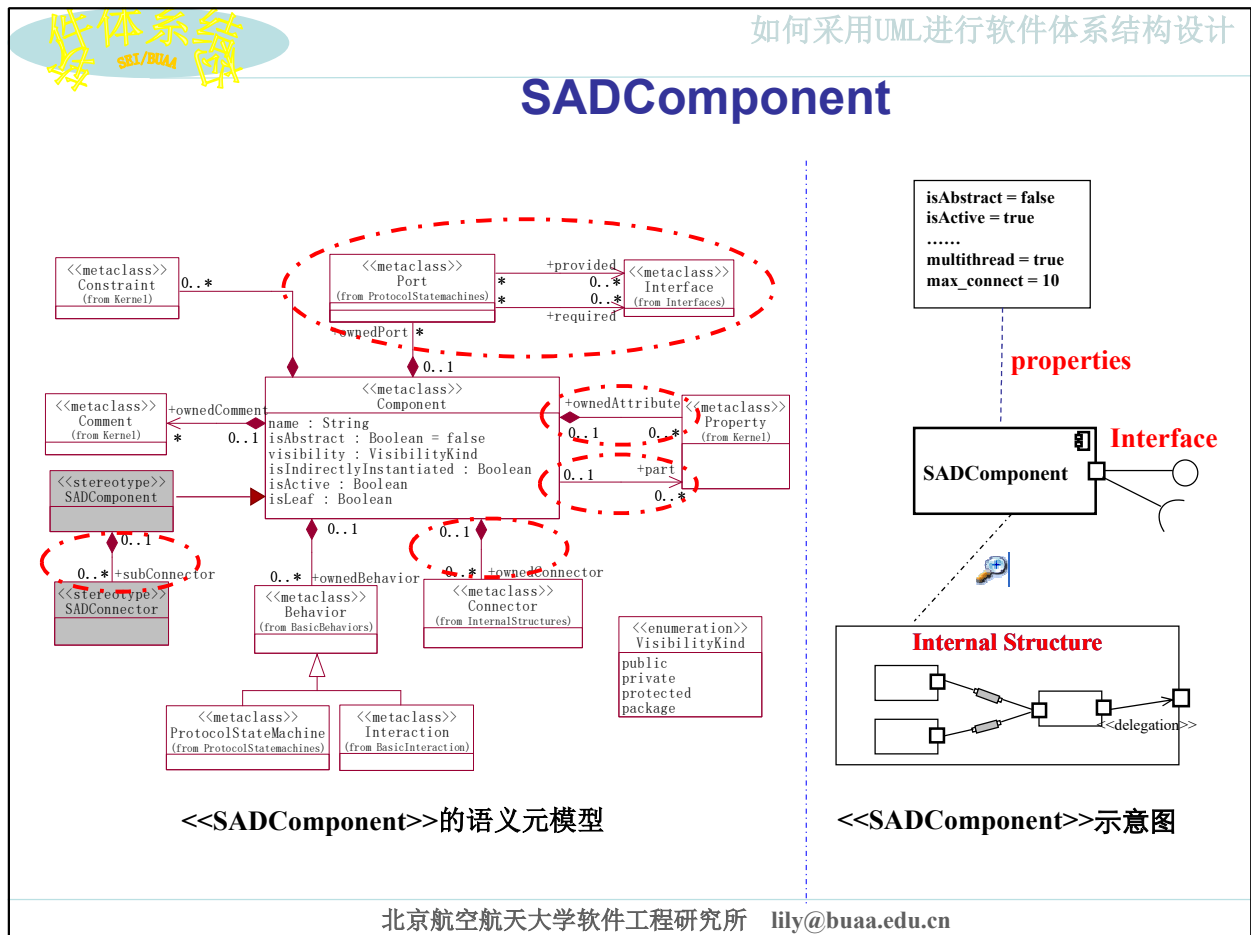 如何采用UML进行软件体系结构设计
件体系结
SEI/BUAA
SADComponent
<<metaclass>>
Constraint
(from Kernel)
0..*
<<metaclass>>
Port
(from ProtocolStatemachines)
+provided
*
0..*
*
0..*
+required
<<metaclass>>
Interface
(from Interfaces)
+ownedPort *
0..1
<<metaclass>>
Comment
(from Kernel)
+ownedComment
*
0..1
<<metaclass>>
Component
name : String
isAbstract : Boolean = false
visibility : VisibilityKind
isIndirectlyInstantiated : Boolean
isActive : Boolean
isLeaf : Boolean
+ownedAttribute
0..1
0..*
<<metaclass>>
Property
(from Kernel)
0..1
+part
0..*
<<stereotype>>
SADComponent
0..1
0..* +subConnector
<<stereotype>>
SADConnector
0..1
0..* +ownedBehavior
<<metaclass>>
Behavior
(from BasicBehaviors)
0..1
0..* +ownedConnector
<<metaclass>>
Connector
(from InternalStructures)
<<metaclass>>
ProtocolStateMachine
(from ProtocolStatemachines)
<<metaclass>>
Interaction
(from BasicInteraction)
<<enumeration>>
VisibilityKind
public
private
protected
package
<<SADComponent>>的语义元模型
isAbstract = false
isActive = true
……
multithread = true
max_connect = 10
properties
SADComponent
Interface
Internal Structure
<<delegation>>
<<SADComponent>>示意图
北京航空航天大学软件工程研究所 lily@buaa.edu.cn